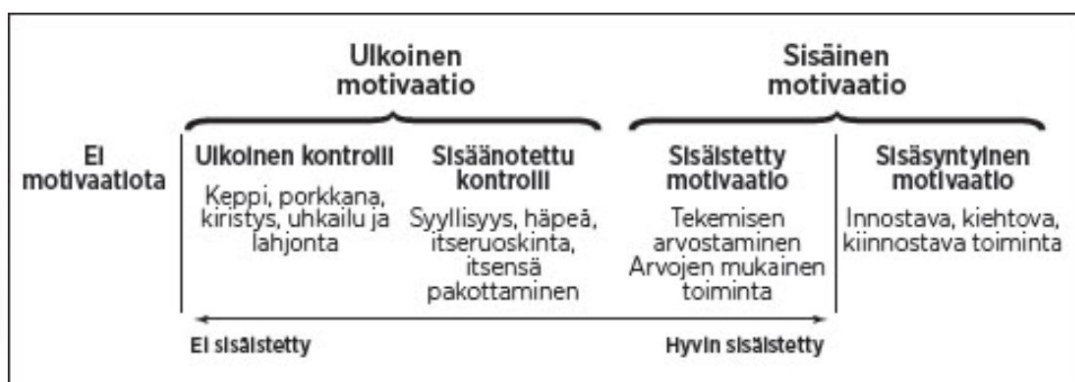 Ulkoinen
motivaatio
Sisäinen
motivaatio
Ei
motivaatiota
Ulkoinen kontrolli
Keppi, porkkana,
kiristys, uhkailu ja
lahjonta
Sisäänotettu
kontrolli
Syyllisyys, häpeä,
itseruoskinta,
itsensä
pakottaminen
Sisäistetty
motivaatio
Tekemisen
arvostaminen
Arvojen mukainen
toiminta
Sisäsyntyinen
motivaatio
Innostava, kiehtova,
kiinnostava toiminta
Ei sisäistetty
Hyvin sisäistetty